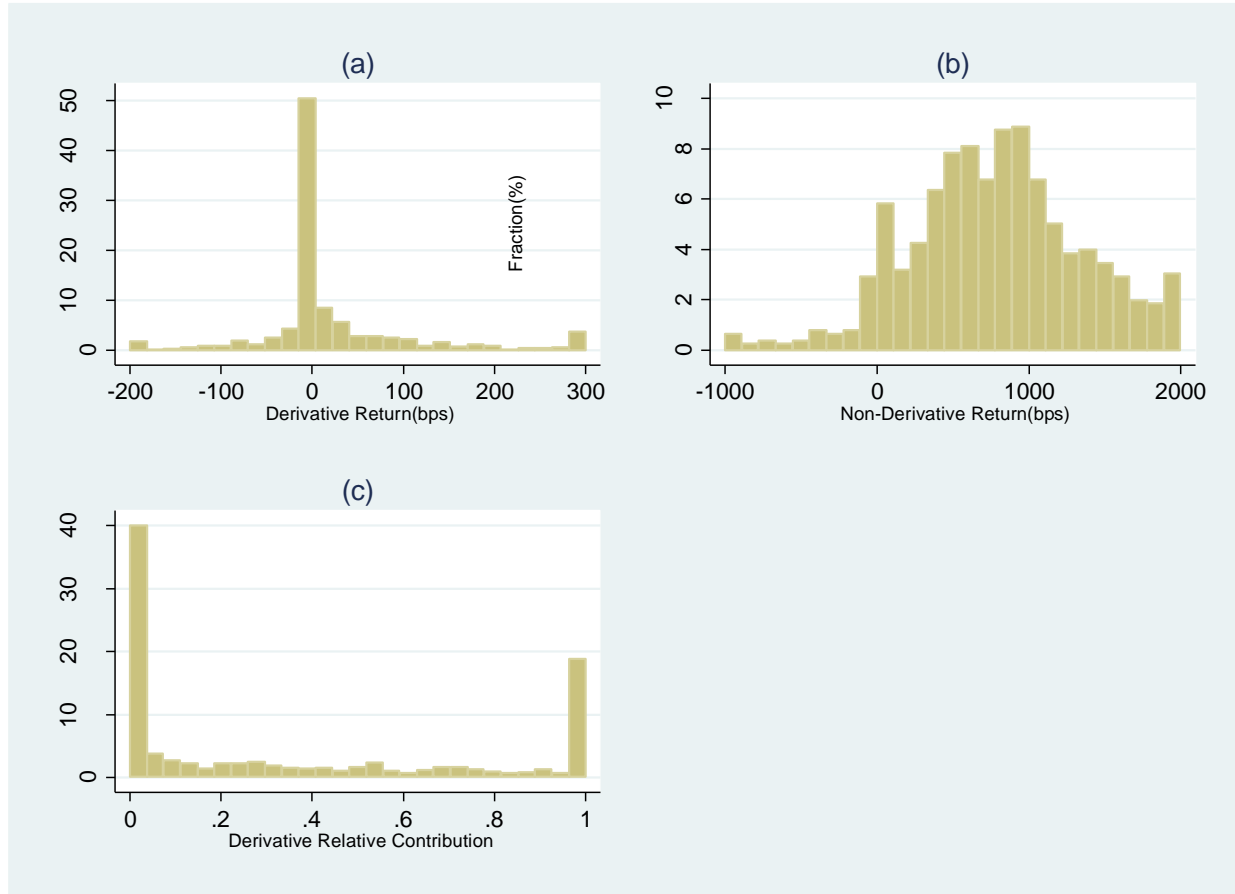 (a)
50
40
30
20
10
0
Fraction(%)
-200 -100 0 100 200 300
Derivative Return(bps)
(b)
10
8
6
4
2
0
-1000 0 1000 2000
Non-Derivative Return(bps)
(c)
40
30
20
10
0
0 .2 .4 .6 .8 1
Derivative Relative Contribution